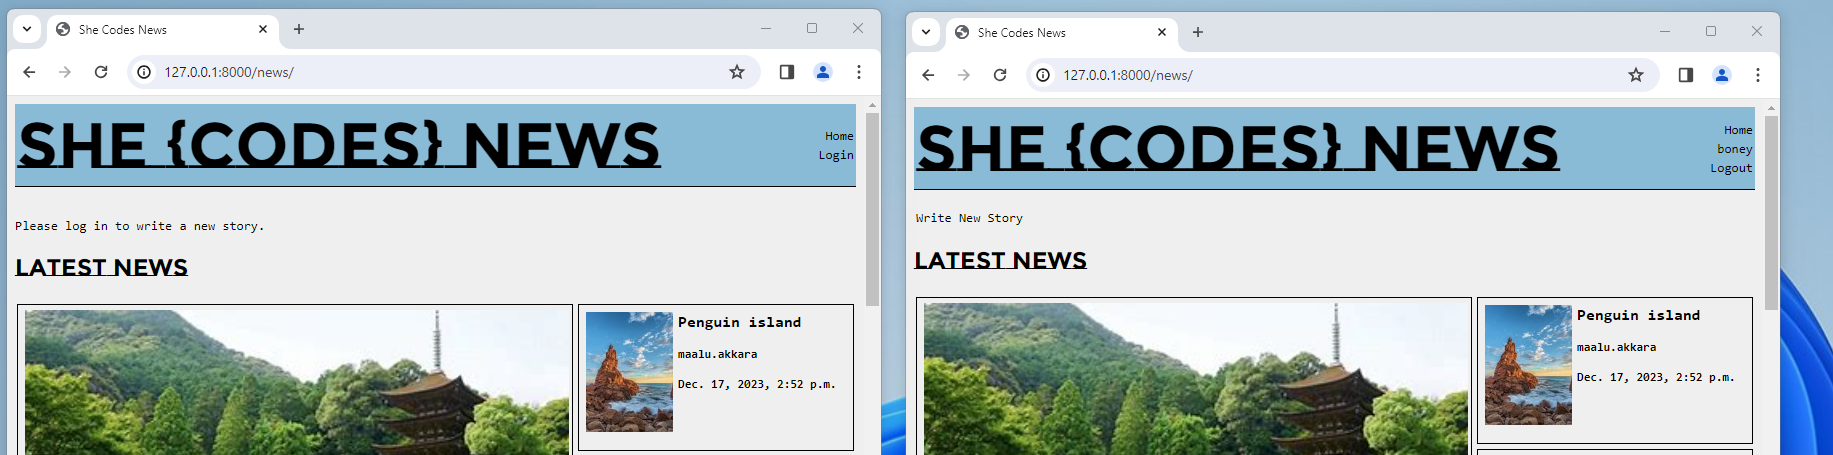 She Codes News
127.0.0.1:8000/news/
SHE {CODES} NEWS
Home
Login
Please log in to write a new story.
LATEST NEWS
Penguin island
maalu.akkara
Dec. 17, 2023, 2:52 p.m.
She Codes News
127.0.0.1:8000/news/
SHE {CODES} NEWS
Home
boney
Logout
Write New Story
LATEST NEWS
Penguin island
maalu.akkara
Dec. 17, 2023, 2:52 p.m.